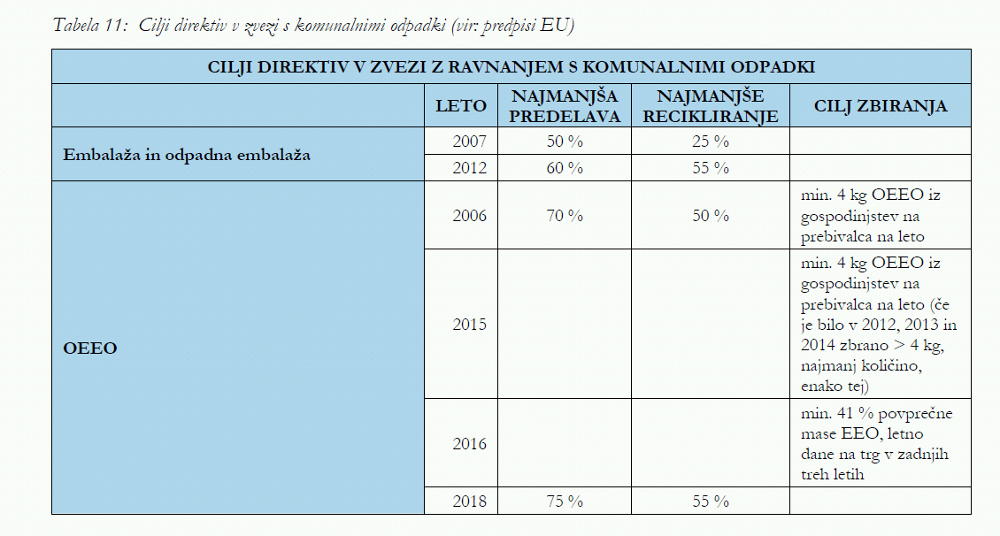 Tabela 11: Cilji direktiv v zvezi s komunalnimi odpadki (vir: predpisi EU)
CILJI DIREKTIV V ZVEZI Z RAVNANJEM S KOMUNALNIMI ODPADKI
LETO
NAJMANJŠA
PREDELAVA
NAJMANJŠE
RECIKLIRANJE
CILJ ZBIRANJA
Embalaža in odpadna embalaža
2007
50 %
25 %
2012
60 %
55 %
OEEO
2006
70 %
50 %
min. 4 kg OEEO iz
gospodinjstev na
prebivalca na leto
2015
min. 4 kg OEEO iz
gospodinjstev na
prebivalca na leto (če
je bilo v 2012, 2013 in
2014 zbrano > 4 kg,
najmanj količino,
enako tej)
2016
min. 41 % povprečne
mase EEO, letno
dane na trg v zadnjih
treh letih
2018
75 %
55 %